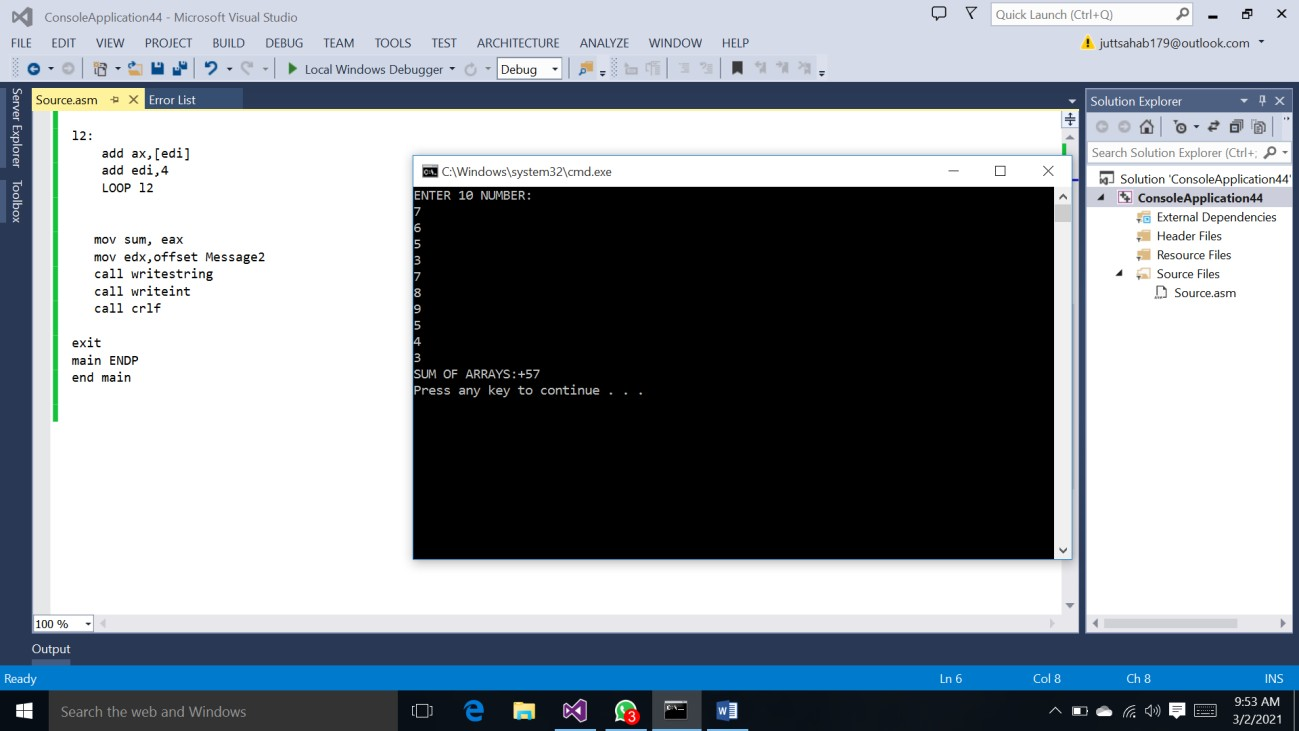 ConsoleApplication44 - Microsoft Visual Studio
Quick Launch (Ctrl+Q)
FILE EDIT VIEW PROJECT BUILD DEBUG TEAM TOOLS TEST ARCHITECTURE ANALYZE WINDOW HELP
juttsahab179@outlook.com
Local Windows Debugger
Debug
Server Explorer
Toolbox
Source.asm
Error List
l2:
add ax,[edi]
add edi,4
LOOP l2
mov sum, eax
mov edx,offset Message2
call writestring
call writeint
call crlf
exit
main ENDP
end main
C:\Windows\system32\cmd.exe
ENTER 10 NUMBER:
7
6
5
3
7
8
9
5
4
3
SUM OF ARRAYS:+57
Press any key to continue . . .
Solution Explorer
Search Solution Explorer (Ctrl+;
Solution 'ConsoleApplication44'
ConsoleApplication44
External Dependencies
Header Files
Resource Files
Source Files
Source.asm
100 %
Output
Ready
Ln 6
Col 8
Ch 8
INS
Search the web and Windows
3
9:53 AM
3/2/2021